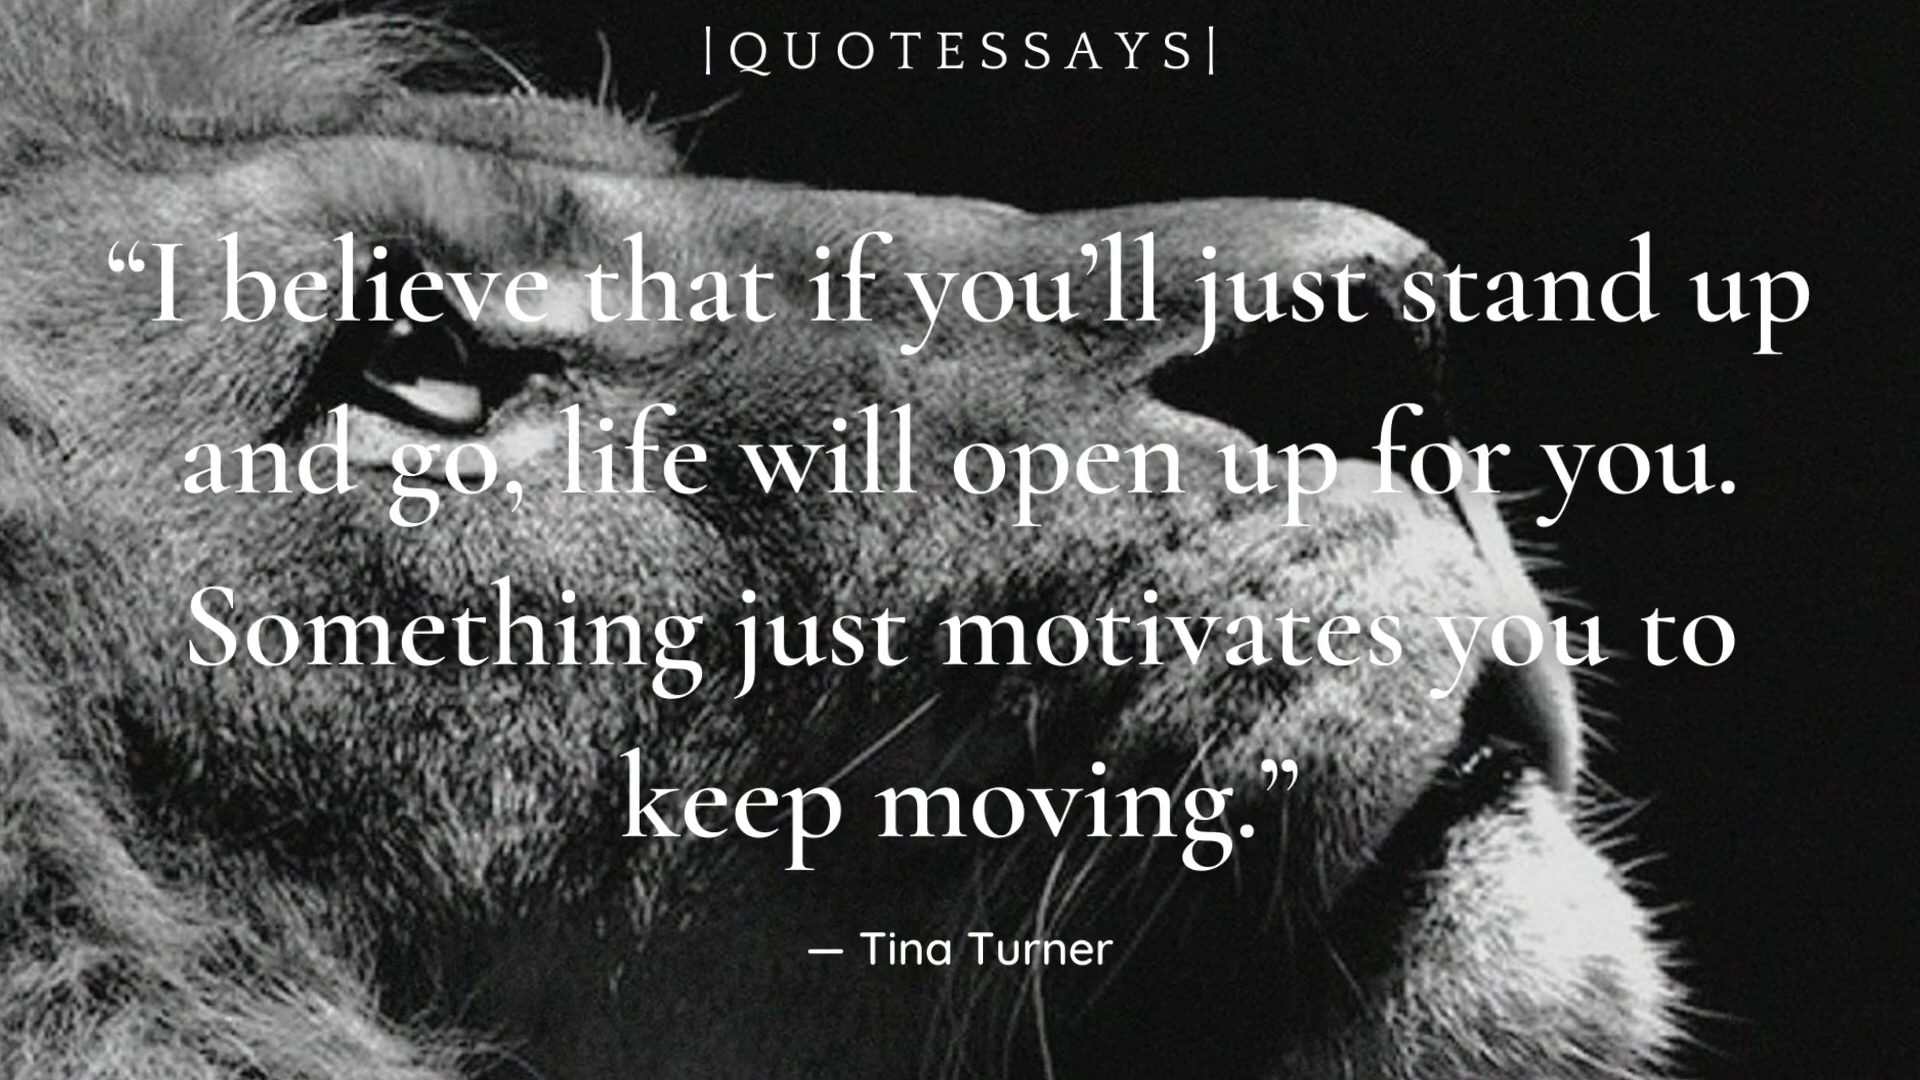 |QUOTESSAYS|
“I believe that if you’ll just stand up
and go, life will open up for you.
Something just motivates you to
keep moving.”
— Tina Turner